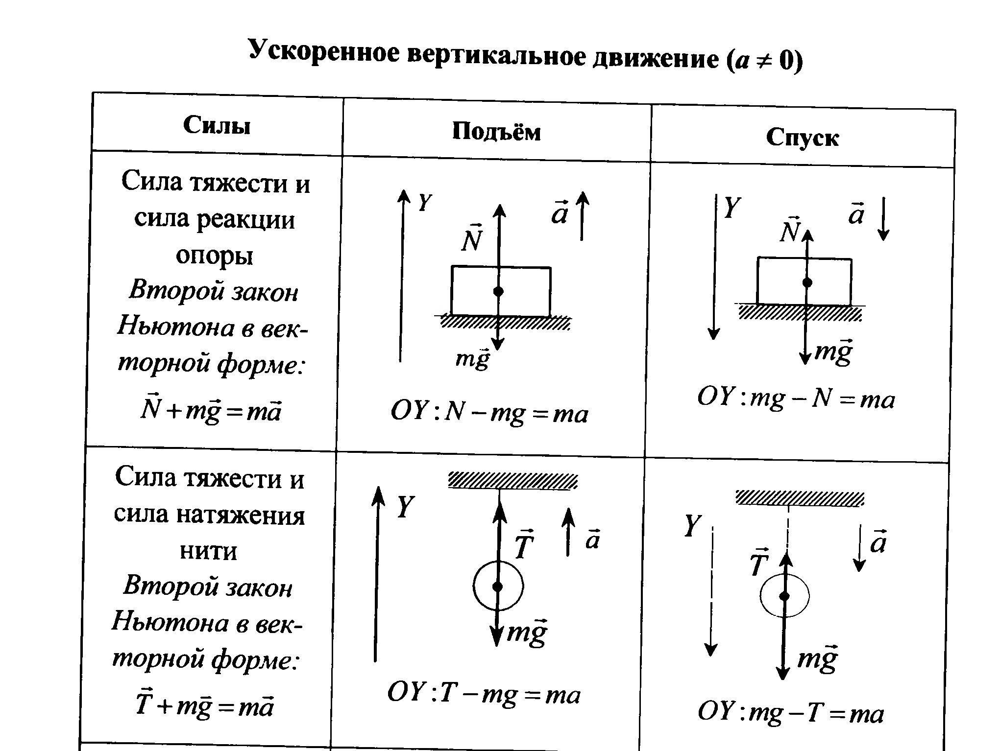 Ускоренное вертикальное движение (a ≠ 0)
Силы
Подъём
Спуск
Сила тяжести и
сила реакции
опоры
Второй закон
Ньютона в век-
торной форме:
N⃗ + mg⃗ = ma⃗
Y
N⃗
a⃗
mg⃗
OY : N − mg = ma
Y
N⃗
a⃗
mg⃗
OY : mg − N = ma
Сила тяжести и
сила натяжения
нити
Второй закон
Ньютона в век-
торной форме:
T⃗ + mg⃗ = ma⃗
Y
T⃗
a⃗
mg⃗
OY : T − mg = ma
Y
T⃗
a⃗
mg⃗
OY : mg − T = ma